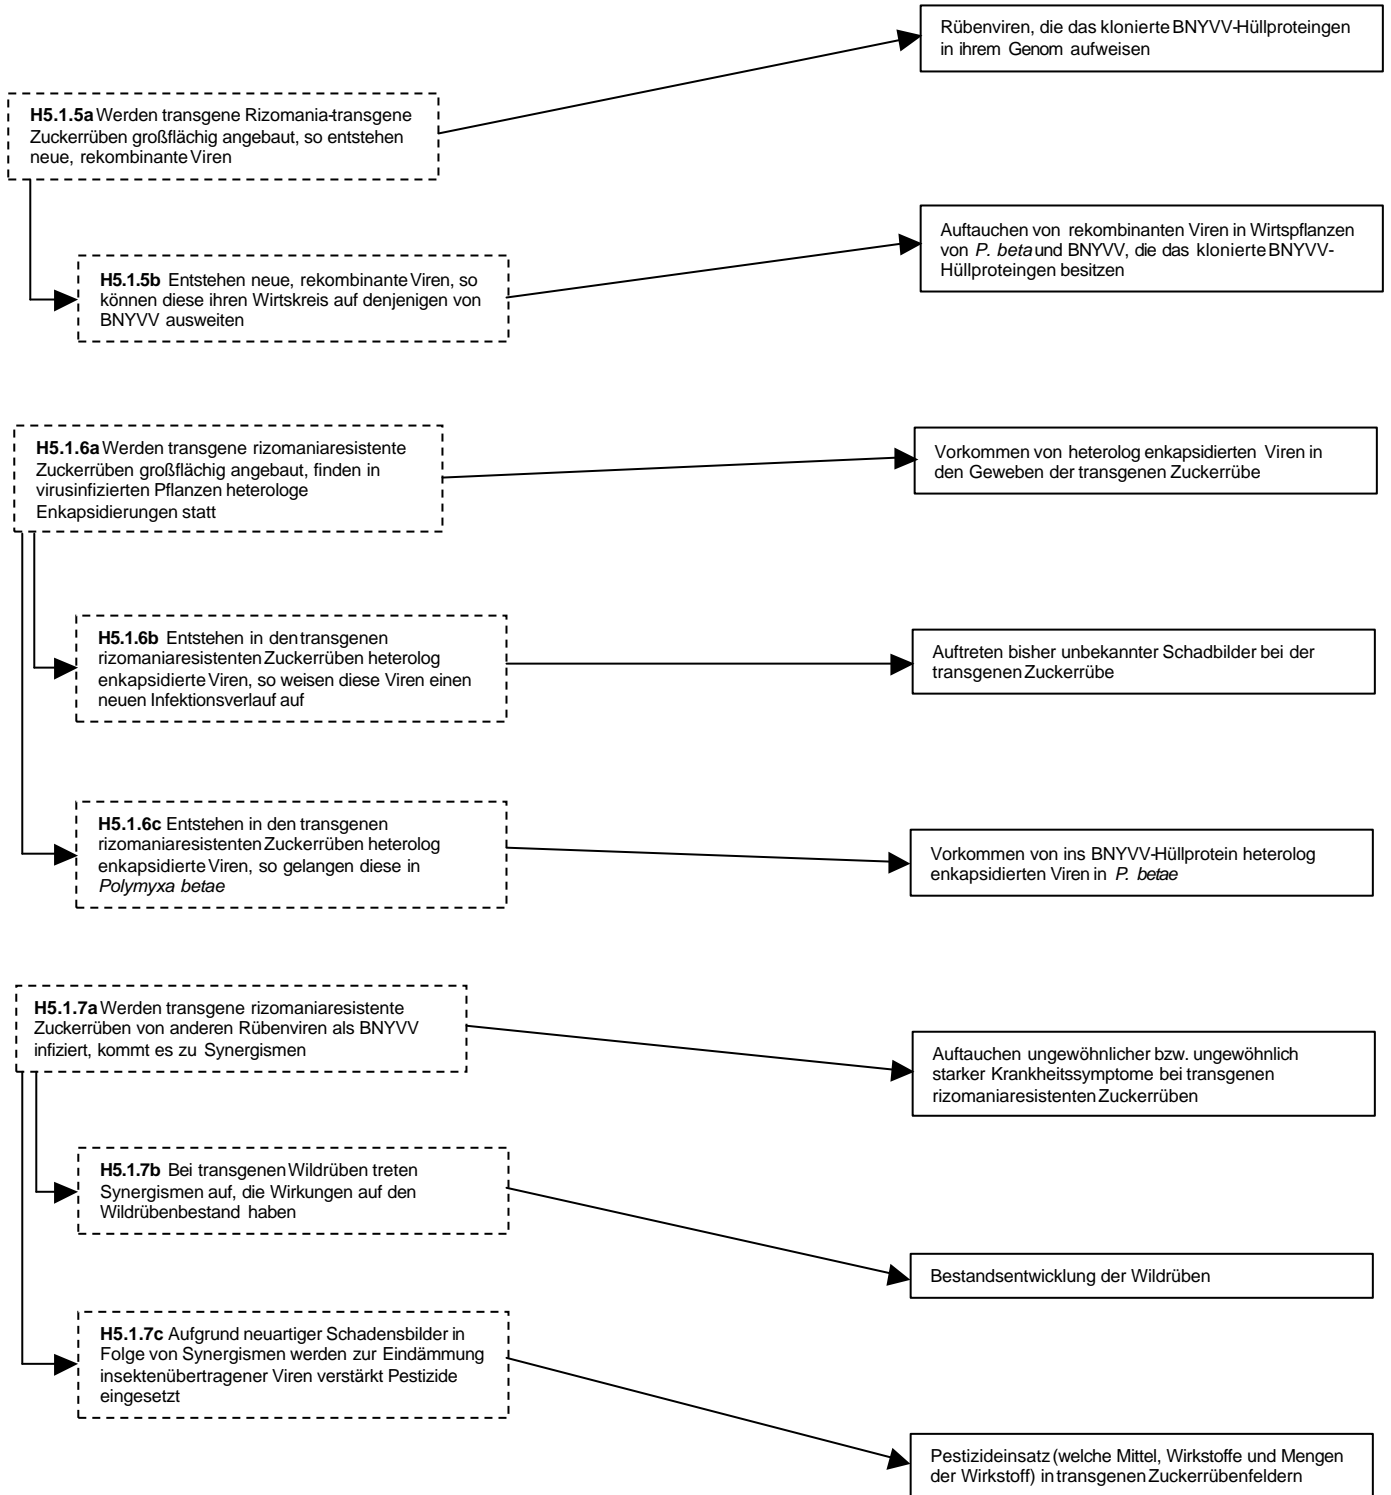 Rübenviren, die das klonierte BNYVV-Hüllproteingen
in ihrem Genom aufweisen
H5.1.5a Werden transgene Rizomania-transgene
Zuckerrüben großflächig angebaut, so entstehen
neue, rekombinante Viren
Auftauchen von rekombinanten Viren in Wirtspflanzen
von P. beta und BNYVV, die das klonierte BNYVV-
Hüllproteingen besitzen
H5.1.5b Entstehen neue, rekombinante Viren, so
können diese ihren Wirtskreis auf denjenigen von
BNYVV ausweiten
H5.1.6a Werden transgene rizomaniaresistente
Zuckerrüben großflächig angebaut, finden in
virusinfizierten Pflanzen heterologe
Enkapsidierungen statt
Vorkommen von heterolog enkapsidierten Viren in
den Geweben der transgenen Zuckerrübe
H5.1.6b Entstehen in den transgenen
rizomaniaresistenten Zuckerrüben heterolog
enkapsidierte Viren, so weisen diese Viren einen
neuen Infektionsverlauf auf
Auftreten bisher unbekannter Schadbilder bei der
transgenen Zuckerrübe
H5.1.6c Entstehen in den transgenen
rizomaniaresistenten Zuckerrüben heterolog
enkapsidierte Viren, so gelangen diese in
Polymyxa betae
Vorkommen von ins BNYVV-Hüllprotein heterolog
enkapsidierten Viren in P. betae
H5.1.7a Werden transgene rizomaniaresistente
Zuckerrüben von anderen Rübenviren als BNYVV
infiziert, kommt es zu Synergismen
Auftauchen ungewöhnlicher bzw. ungewöhnlich
starker Krankheitssymptome bei transgenen
rizomaniaresistenten Zuckerrüben
H5.1.7b Bei transgenen Wildrüben treten
Synergismen auf, die Wirkungen auf den
Wildrübenbestand haben
Bestandsentwicklung der Wildrüben
H5.1.7c Aufgrund neuartiger Schadensbilder in
Folge von Synergismen werden zur Eindämmung
insektenübertragener Viren verstärkt Pestizide
eingesetzt
Pestizideinsatz (welche Mittel, Wirkstoffe und Mengen
der Wirkstoff) in transgenen Zuckerrübenfeldern